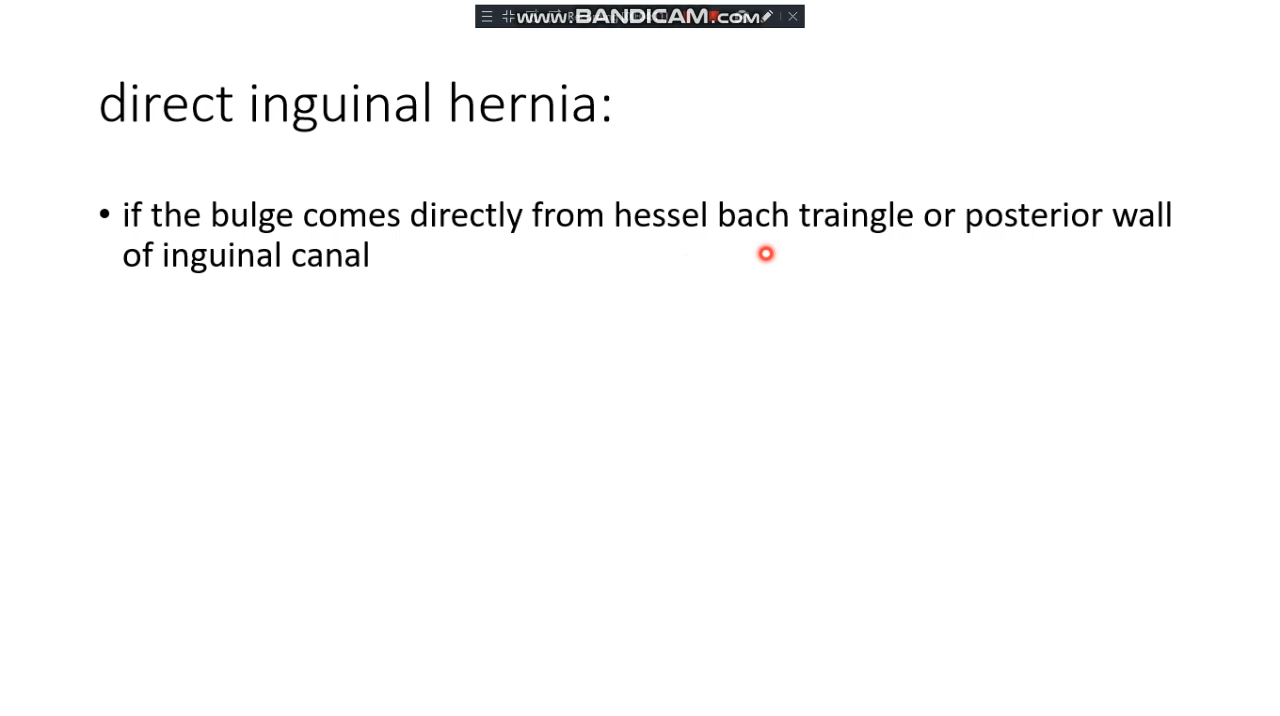 www.BANDICAM.com
direct inguinal hernia:
• if the bulge comes directly from hessel bach traingle or posterior wall
of inguinal canal